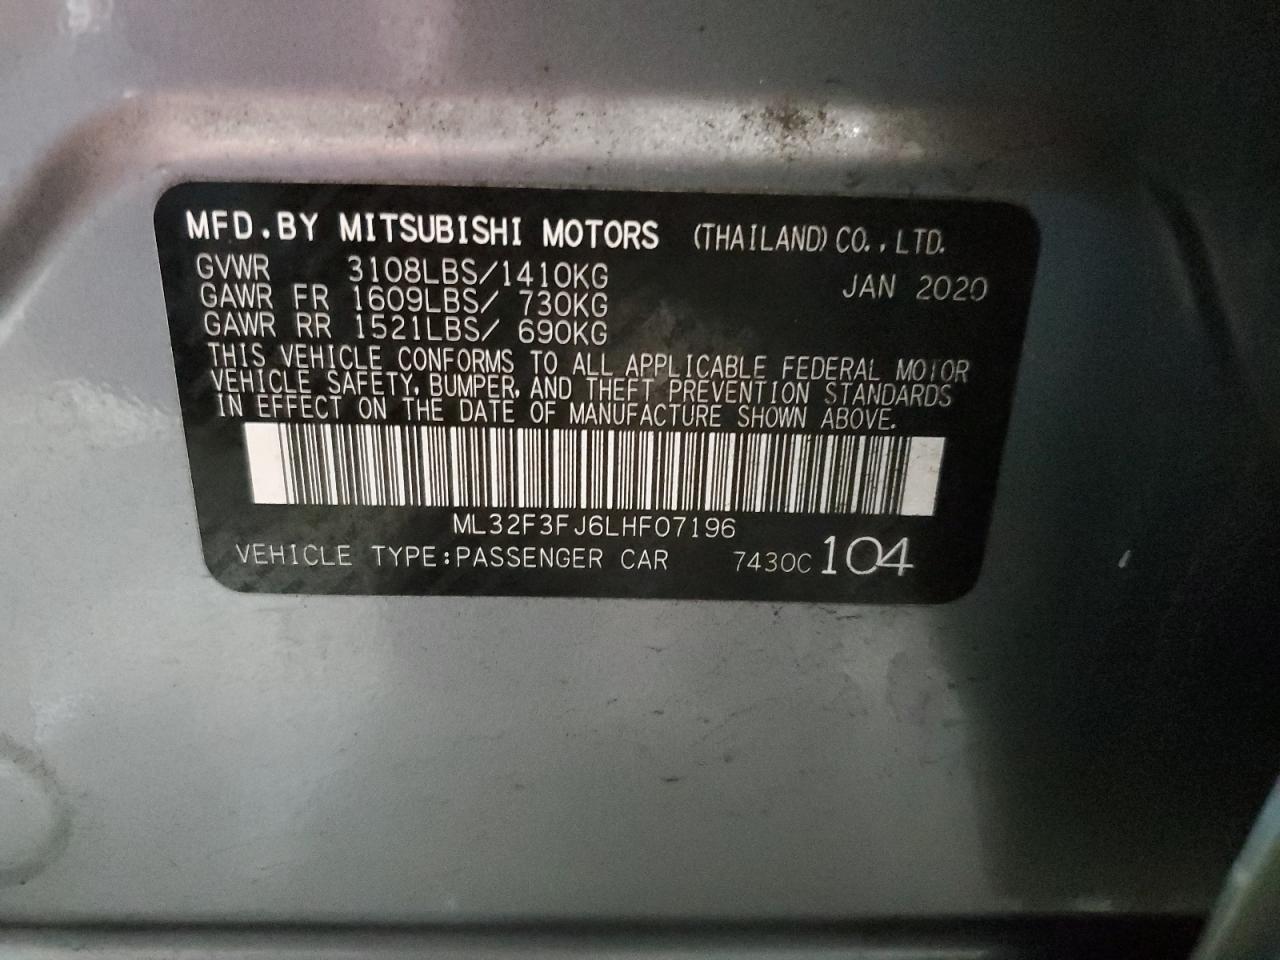 MFD.BY MITSUBISHI MOTORS (THAILAND) CO.,LTD.
GVWR 3108LBS/1410KG JAN 2020
GAWR FR 1609LBS/ 730KG
GAWR RR 1521LBS/ 690KG
THIS VEHICLE CONFORMS TO ALL APPLICABLE FEDERAL MOTOR
VEHICLE SAFETY, BUMPER, AND THEFT PREVENTION STANDARDS
IN EFFECT ON THE DATE OF MANUFACTURE SHOWN ABOVE.
ML32F3FJ6LHF07196
VEHICLE TYPE:PASSENGER CAR 7430C 104